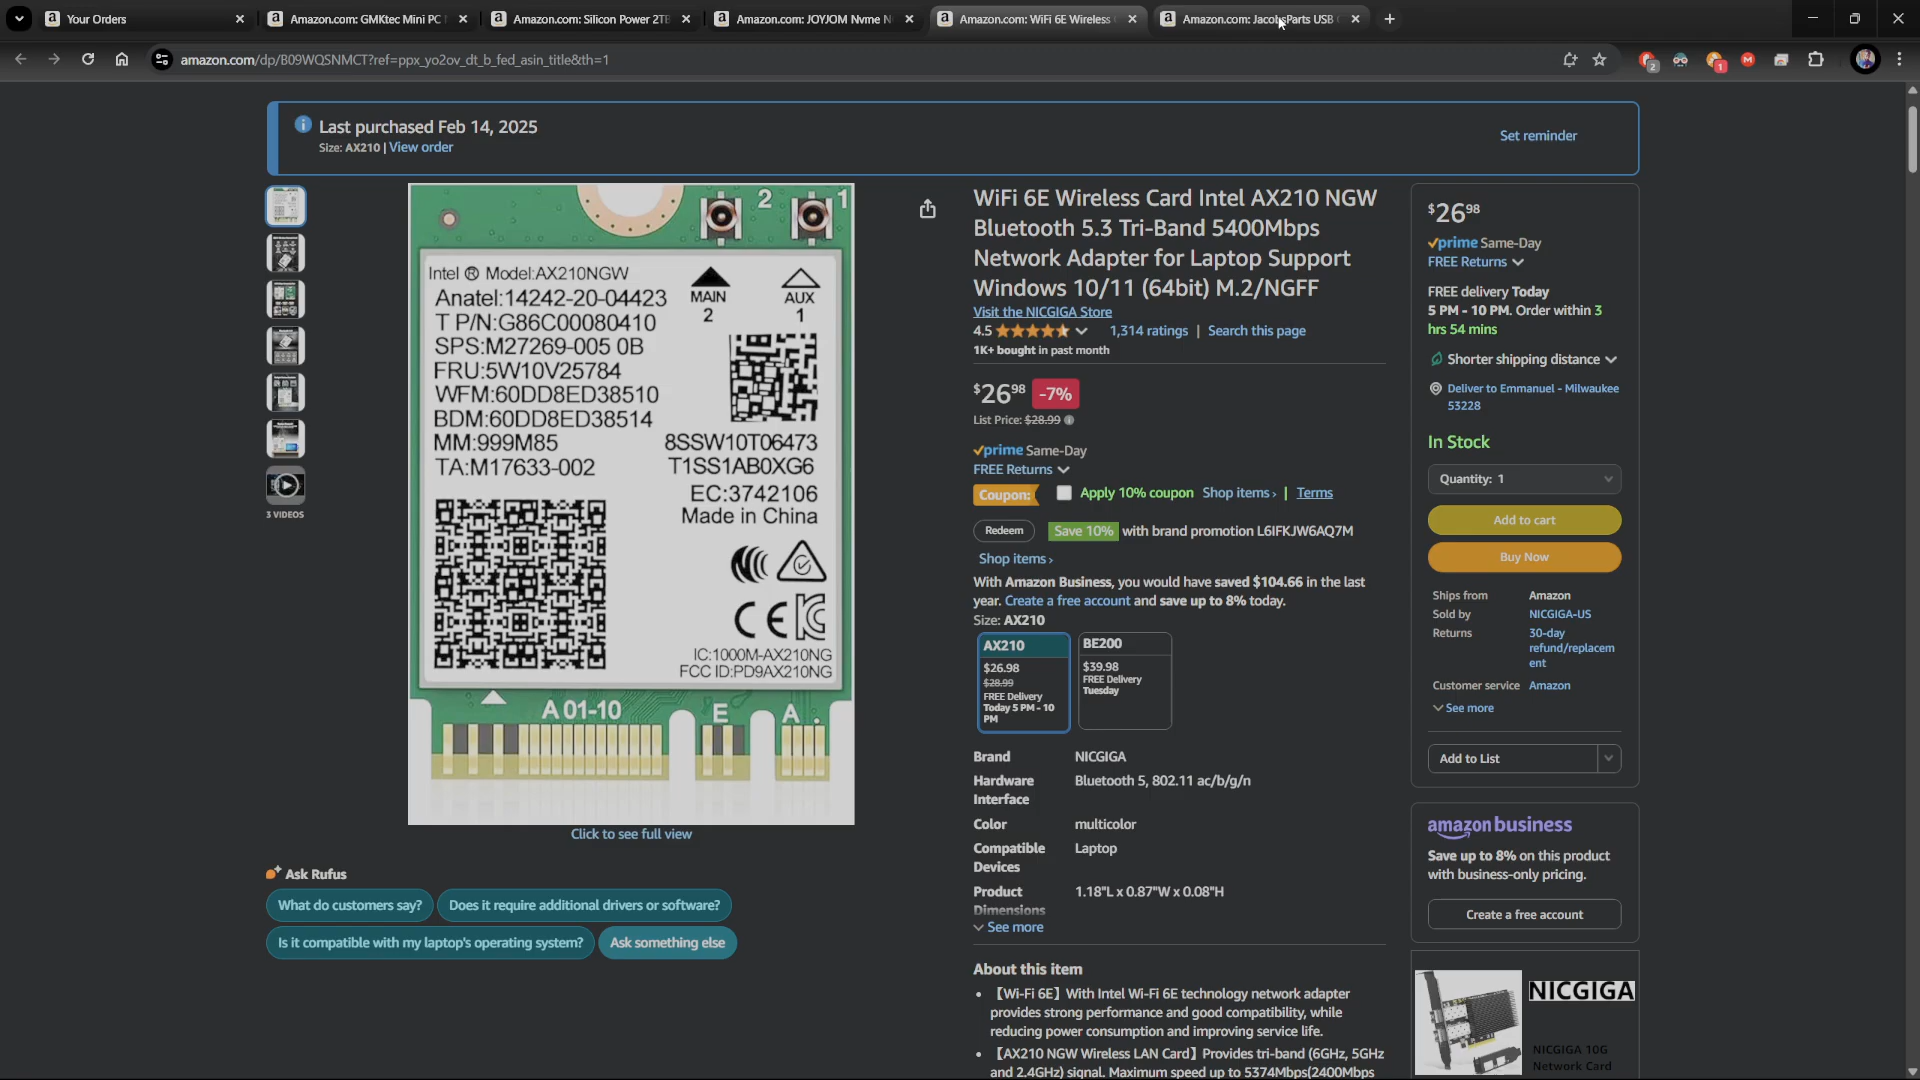 Your Orders
Amazon.com: GMKtec Mini PC
Amazon.com: Silicon Power 2TB
Amazon.com: JOYJOM Nvme N
Amazon.com: WiFi 6E Wireless
Amazon.com: JacobsParts USB
amazon.com/dp/B09WQSNMCT?ref=ppx_yo2ov_dt_b_fed_asin_title&th=1
2
1
Last purchased Feb 14, 2025
Size: AX210 | View order
Set reminder
2
1
Intel ® Model:AX210NGW
Anatel:14242-20-04423
T P/N:G86C00080410
SPS:M27269-005 0B
FRU:5W10V25784
WFM:60DD8ED38510
BDM:60DD8ED38514
MM:999M85
TA:M17633-002
MAIN
2
AUX
1
8SSW10T06473
T1SS1AB0XG6
EC:3742106
Made in China
CE
IC:1000M-AX210NG
FCC ID:PD9AX210NG
A 01-10
E
A .
3 VIDEOS
Click to see full view
Ask Rufus
What do customers say?
Does it require additional drivers or software?
Is it compatible with my laptop's operating system?
Ask something else
WiFi 6E Wireless Card Intel AX210 NGW
Bluetooth 5.3 Tri-Band 5400Mbps
Network Adapter for Laptop Support
Windows 10/11 (64bit) M.2/NGFF
Visit the NICGIGA Store
4.5 1,314 ratings | Search this page
1K+ bought in past month
$2698 -7%
List Price: $28.99
prime Same-Day
FREE Returns
Coupon: Apply 10% coupon Shop items› | Terms
Redeem Save 10% with brand promotion L6IFKJW6AQ7M
Shop items›
With Amazon Business, you would have saved $104.66 in the last
year. Create a free account and save up to 8% today.
Size: AX210
AX210
$26.98
$28.99
FREE Delivery
Today 5 PM - 10
PM
BE200
$39.98
FREE Delivery
Tuesday
Brand NICGIGA
Hardware Interface Bluetooth 5, 802.11 ac/b/g/n
Color multicolor
Compatible Devices Laptop
Product Dimensions 1.18"L x 0.87"W x 0.08"H
See more
About this item
• 【Wi-Fi 6E】With Intel Wi-Fi 6E technology network adapter
provides strong performance and good compatibility, while
reducing power consumption and improving service life.
• 【AX210 NGW Wireless LAN Card】Provides tri-band (6GHz, 5GHz
and 2.4GHz) signal. Maximum speed up to 5374Mbps(2400Mbps
$2698
prime Same-Day
FREE Returns
FREE delivery Today
5 PM - 10 PM. Order within 3
hrs 54 mins
Shorter shipping distance
Deliver to Emmanuel - Milwaukee
53228
In Stock
Quantity: 1
Add to cart
Buy Now
Ships from Amazon
Sold by NICGIGA-US
Returns 30-day
refund/replacem
ent
Customer service Amazon
See more
Add to List
amazon business
Save up to 8% on this product
with business-only pricing.
Create a free account
NICGIGA
NICGIGA 10G
Network Card